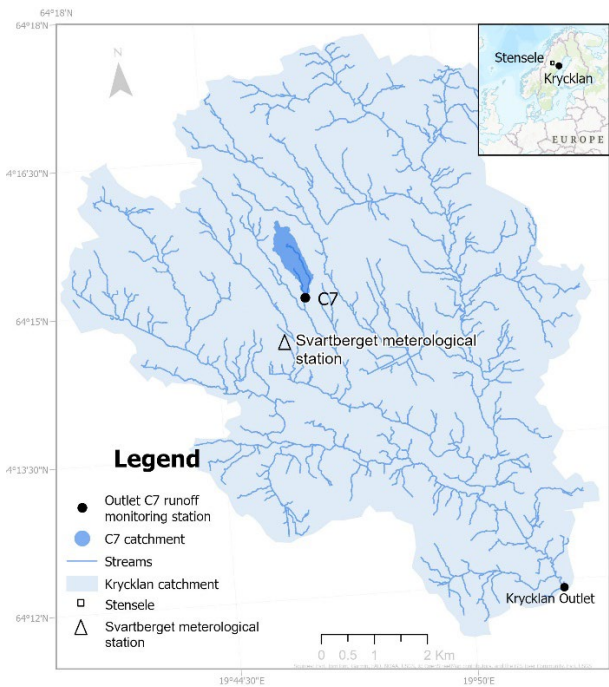 64°18'N
64°18'N
N
Stensele
Krycklan
EUROPE
4°16'30"
C7
64°15'
Svartberget meterological
station
4°13'30"
Legend
Outlet C7 runoff
monitoring station
C7 catchment
Streams
Krycklan catchment
Stensele
Svartberget meterological
station
Krycklan Outlet
64°12'
0 0.5 1 2 Km
19°44'30"E
19°50'E